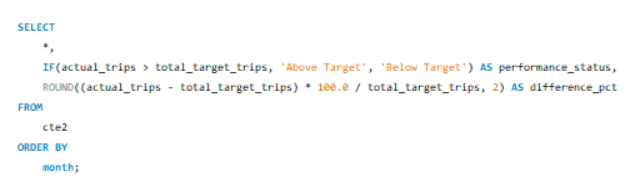 SELECT
*,
IF(actual_trips > total_target_trips, 'Above Target', 'Below Target') AS performance_status,
ROUND((actual_trips - total_target_trips) * 100.0 / total_target_trips, 2) AS difference_pct
FROM
cte2
ORDER BY
month;